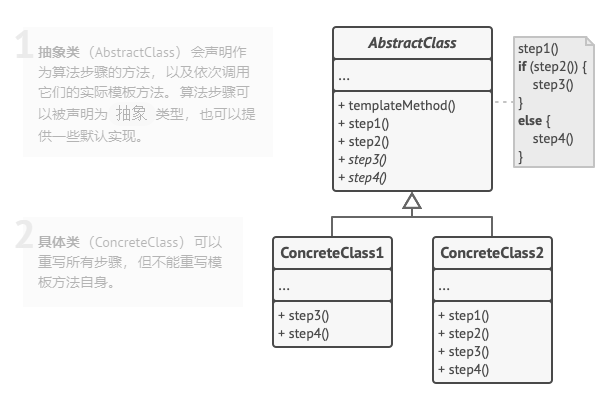 1
抽象类 （AbstractClass） 会声明作
为算法步骤的方法，以及依次调用
它们的实际模板方法。算法步骤可
以被声明为 抽象 类型，也可以提
供一些默认实现。
AbstractClass
...
+ templateMethod()
+ step1()
+ step2()
+ step3()
+ step4()
step1()
if (step2()) {
step3()
}
else {
step4()
}
2
具体类 （ConcreteClass） 可以
重写所有步骤，但不能重写模
板方法自身。
ConcreteClass1
...
+ step3()
+ step4()
ConcreteClass2
...
+ step1()
+ step2()
+ step3()
+ step4()